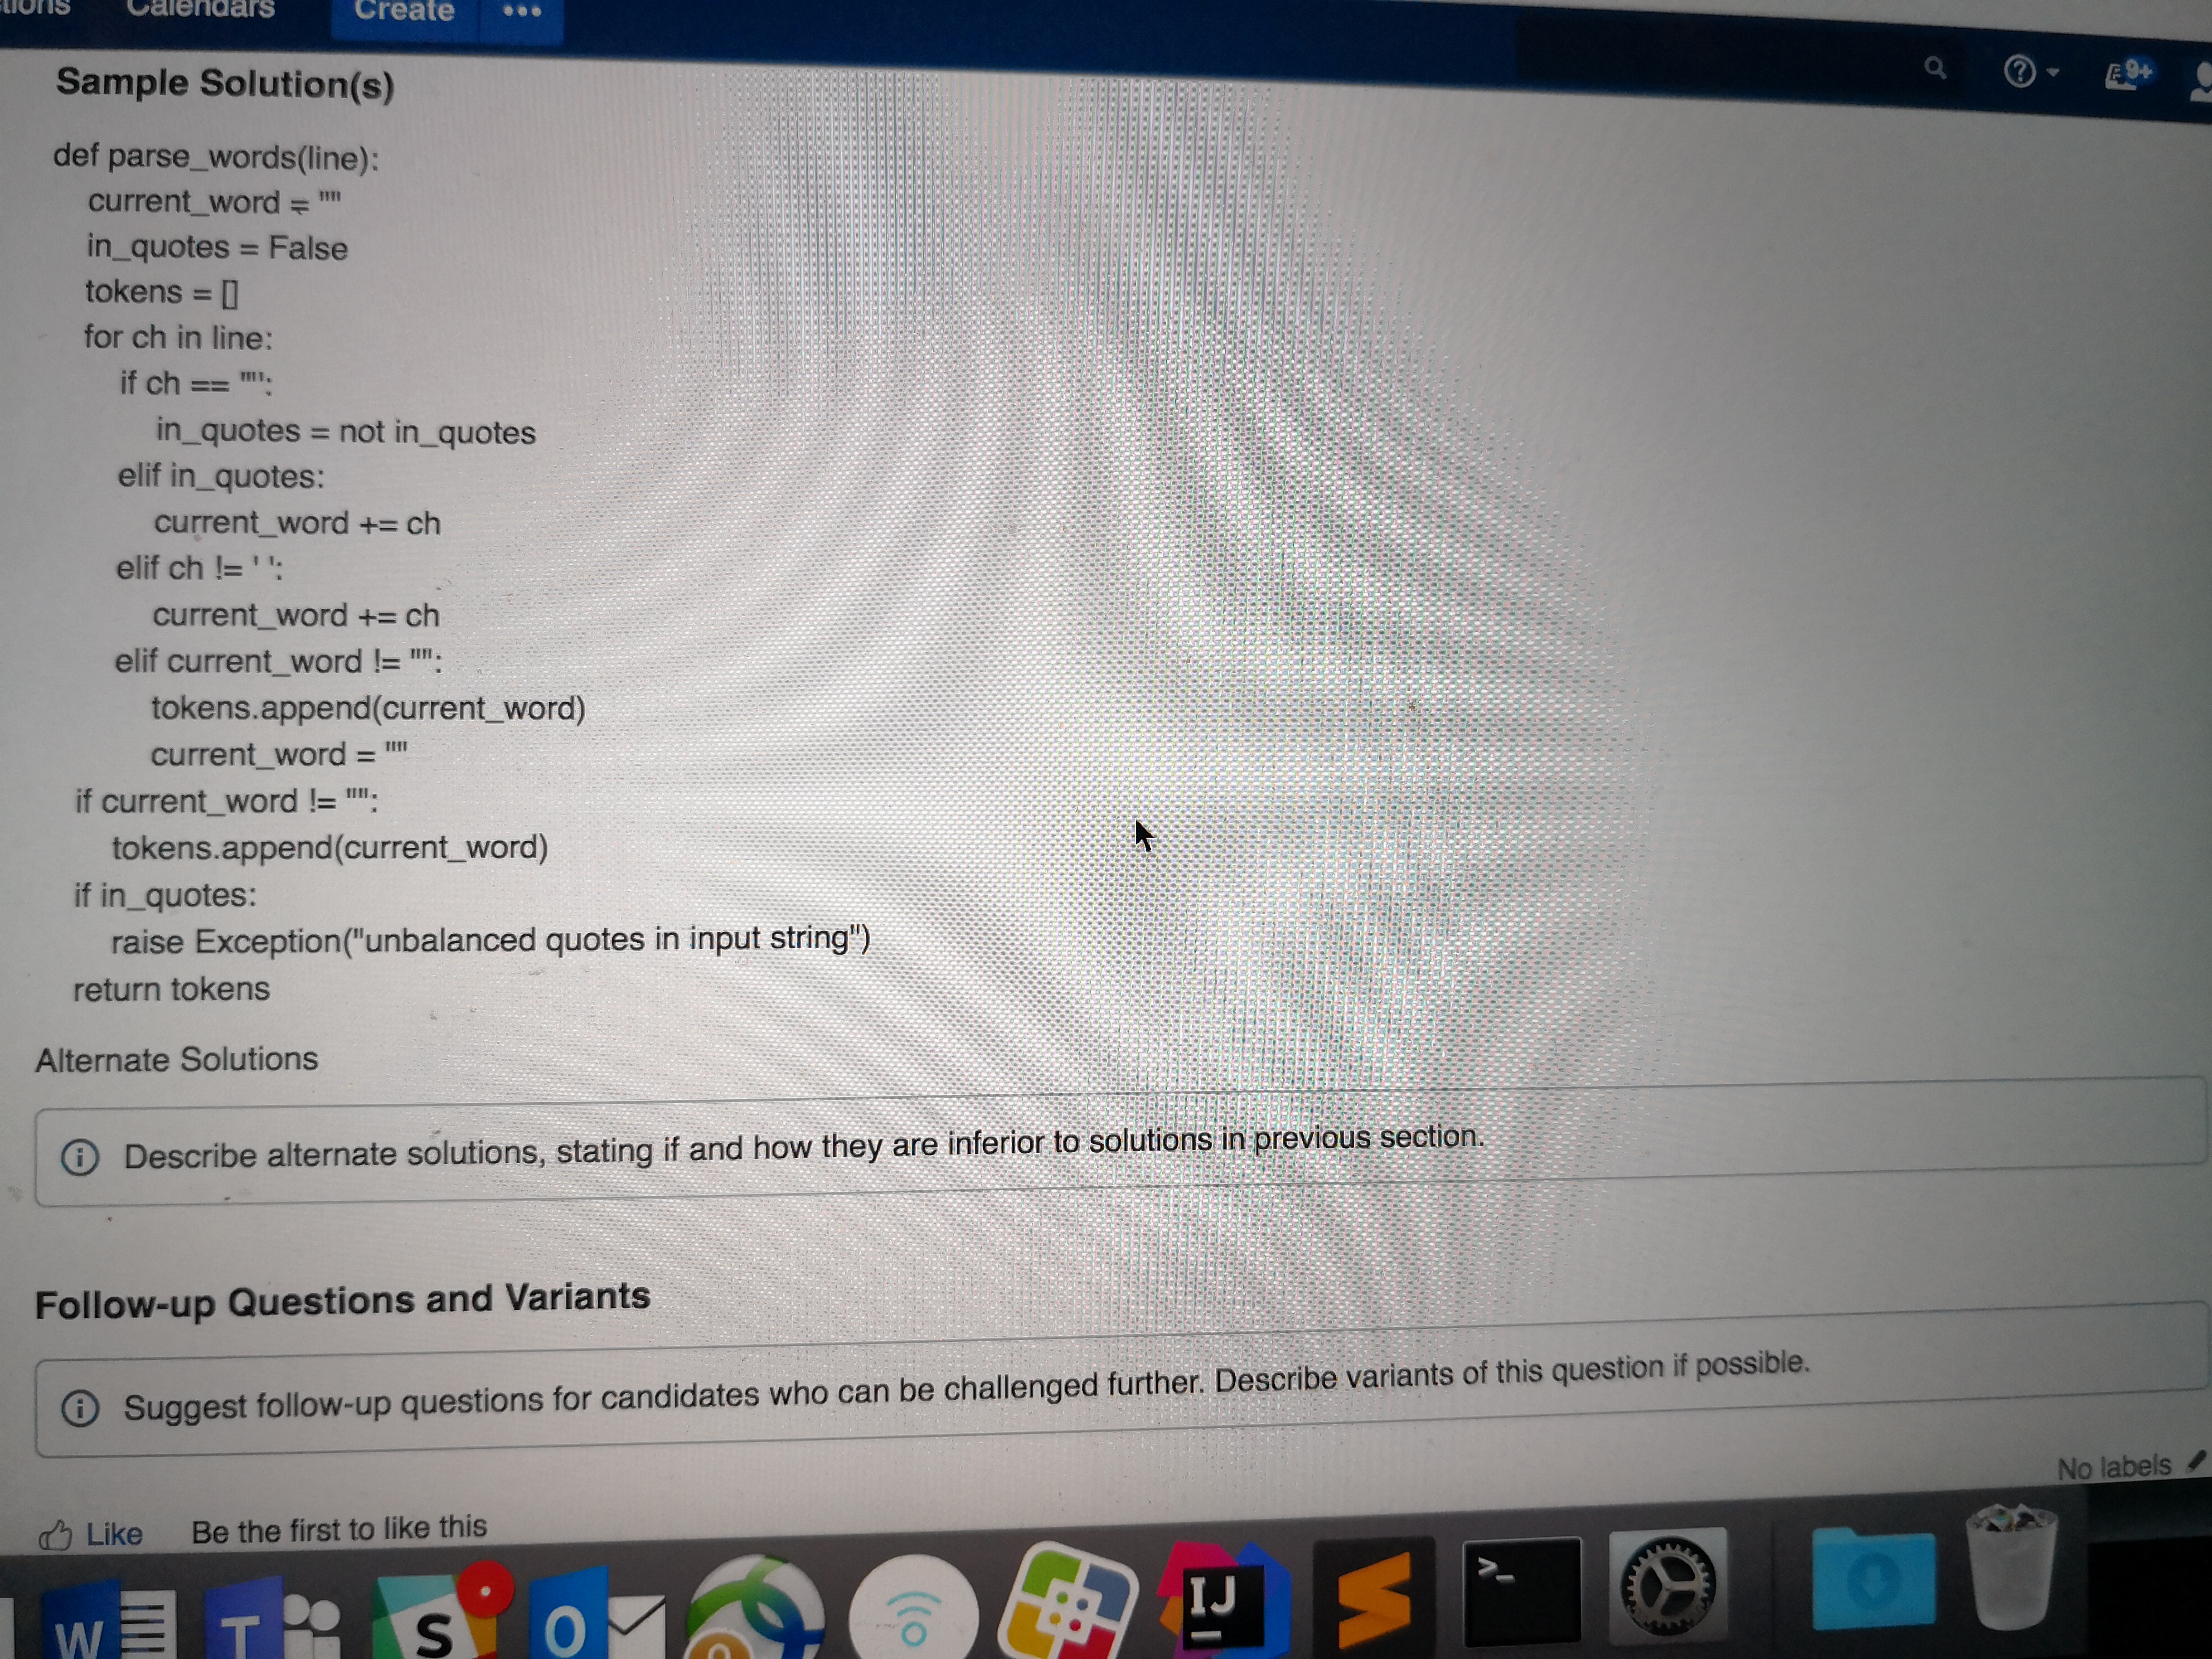 Calendars Create •••
9+
Sample Solution(s)
def parse_words(line):
    current_word = ""
    in_quotes = False
    tokens = []
    for ch in line:
        if ch == '"':
            in_quotes = not in_quotes
        elif in_quotes:
            current_word += ch
        elif ch != ' ':
            current_word += ch
        elif current_word != "":
            tokens.append(current_word)
            current_word = ""
    if current_word != "":
        tokens.append(current_word)
    if in_quotes:
        raise Exception("unbalanced quotes in input string")
    return tokens
Alternate Solutions
Describe alternate solutions, stating if and how they are inferior to solutions in previous section.
Follow-up Questions and Variants
Suggest follow-up questions for candidates who can be challenged further. Describe variants of this question if possible.
No labels
Like Be the first to like this
W T S O IJ >_